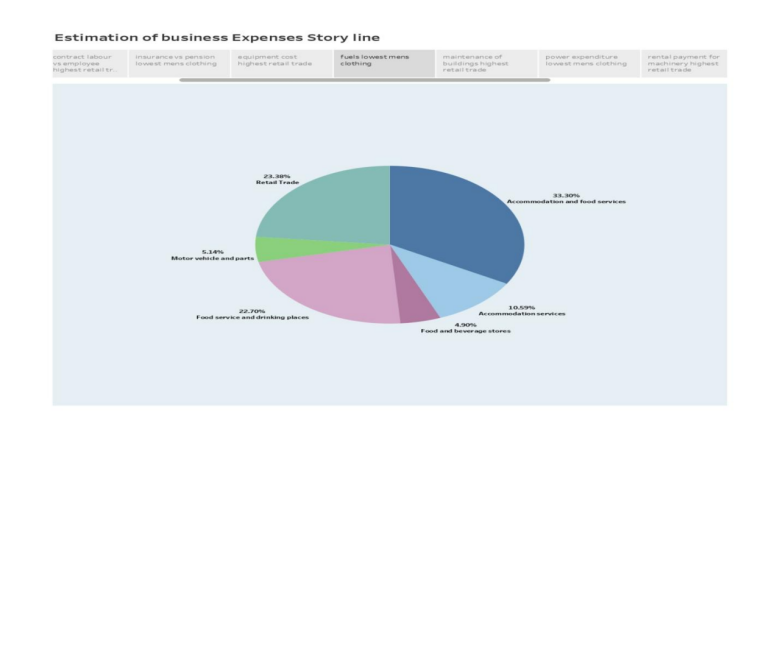 Estimation of business Expenses Story line
contract labour
vs employee
highest retail tr...
insurance vs pension
lowest mens clothing
equipment cost
highest retail trade
fuels lowest mens
clothing
maintenance of
buildings highest
retail trade
power expenditure
lowest mens clothing
rental payment for
machinery highest
retail trade
23.38%
Retail Trade
33.30%
Accommodation and food services
5.14%
Motor vehicle and parts
10.59%
Accommodation services
22.70%
Food service and drinking places
4.90%
Food and beverage stores